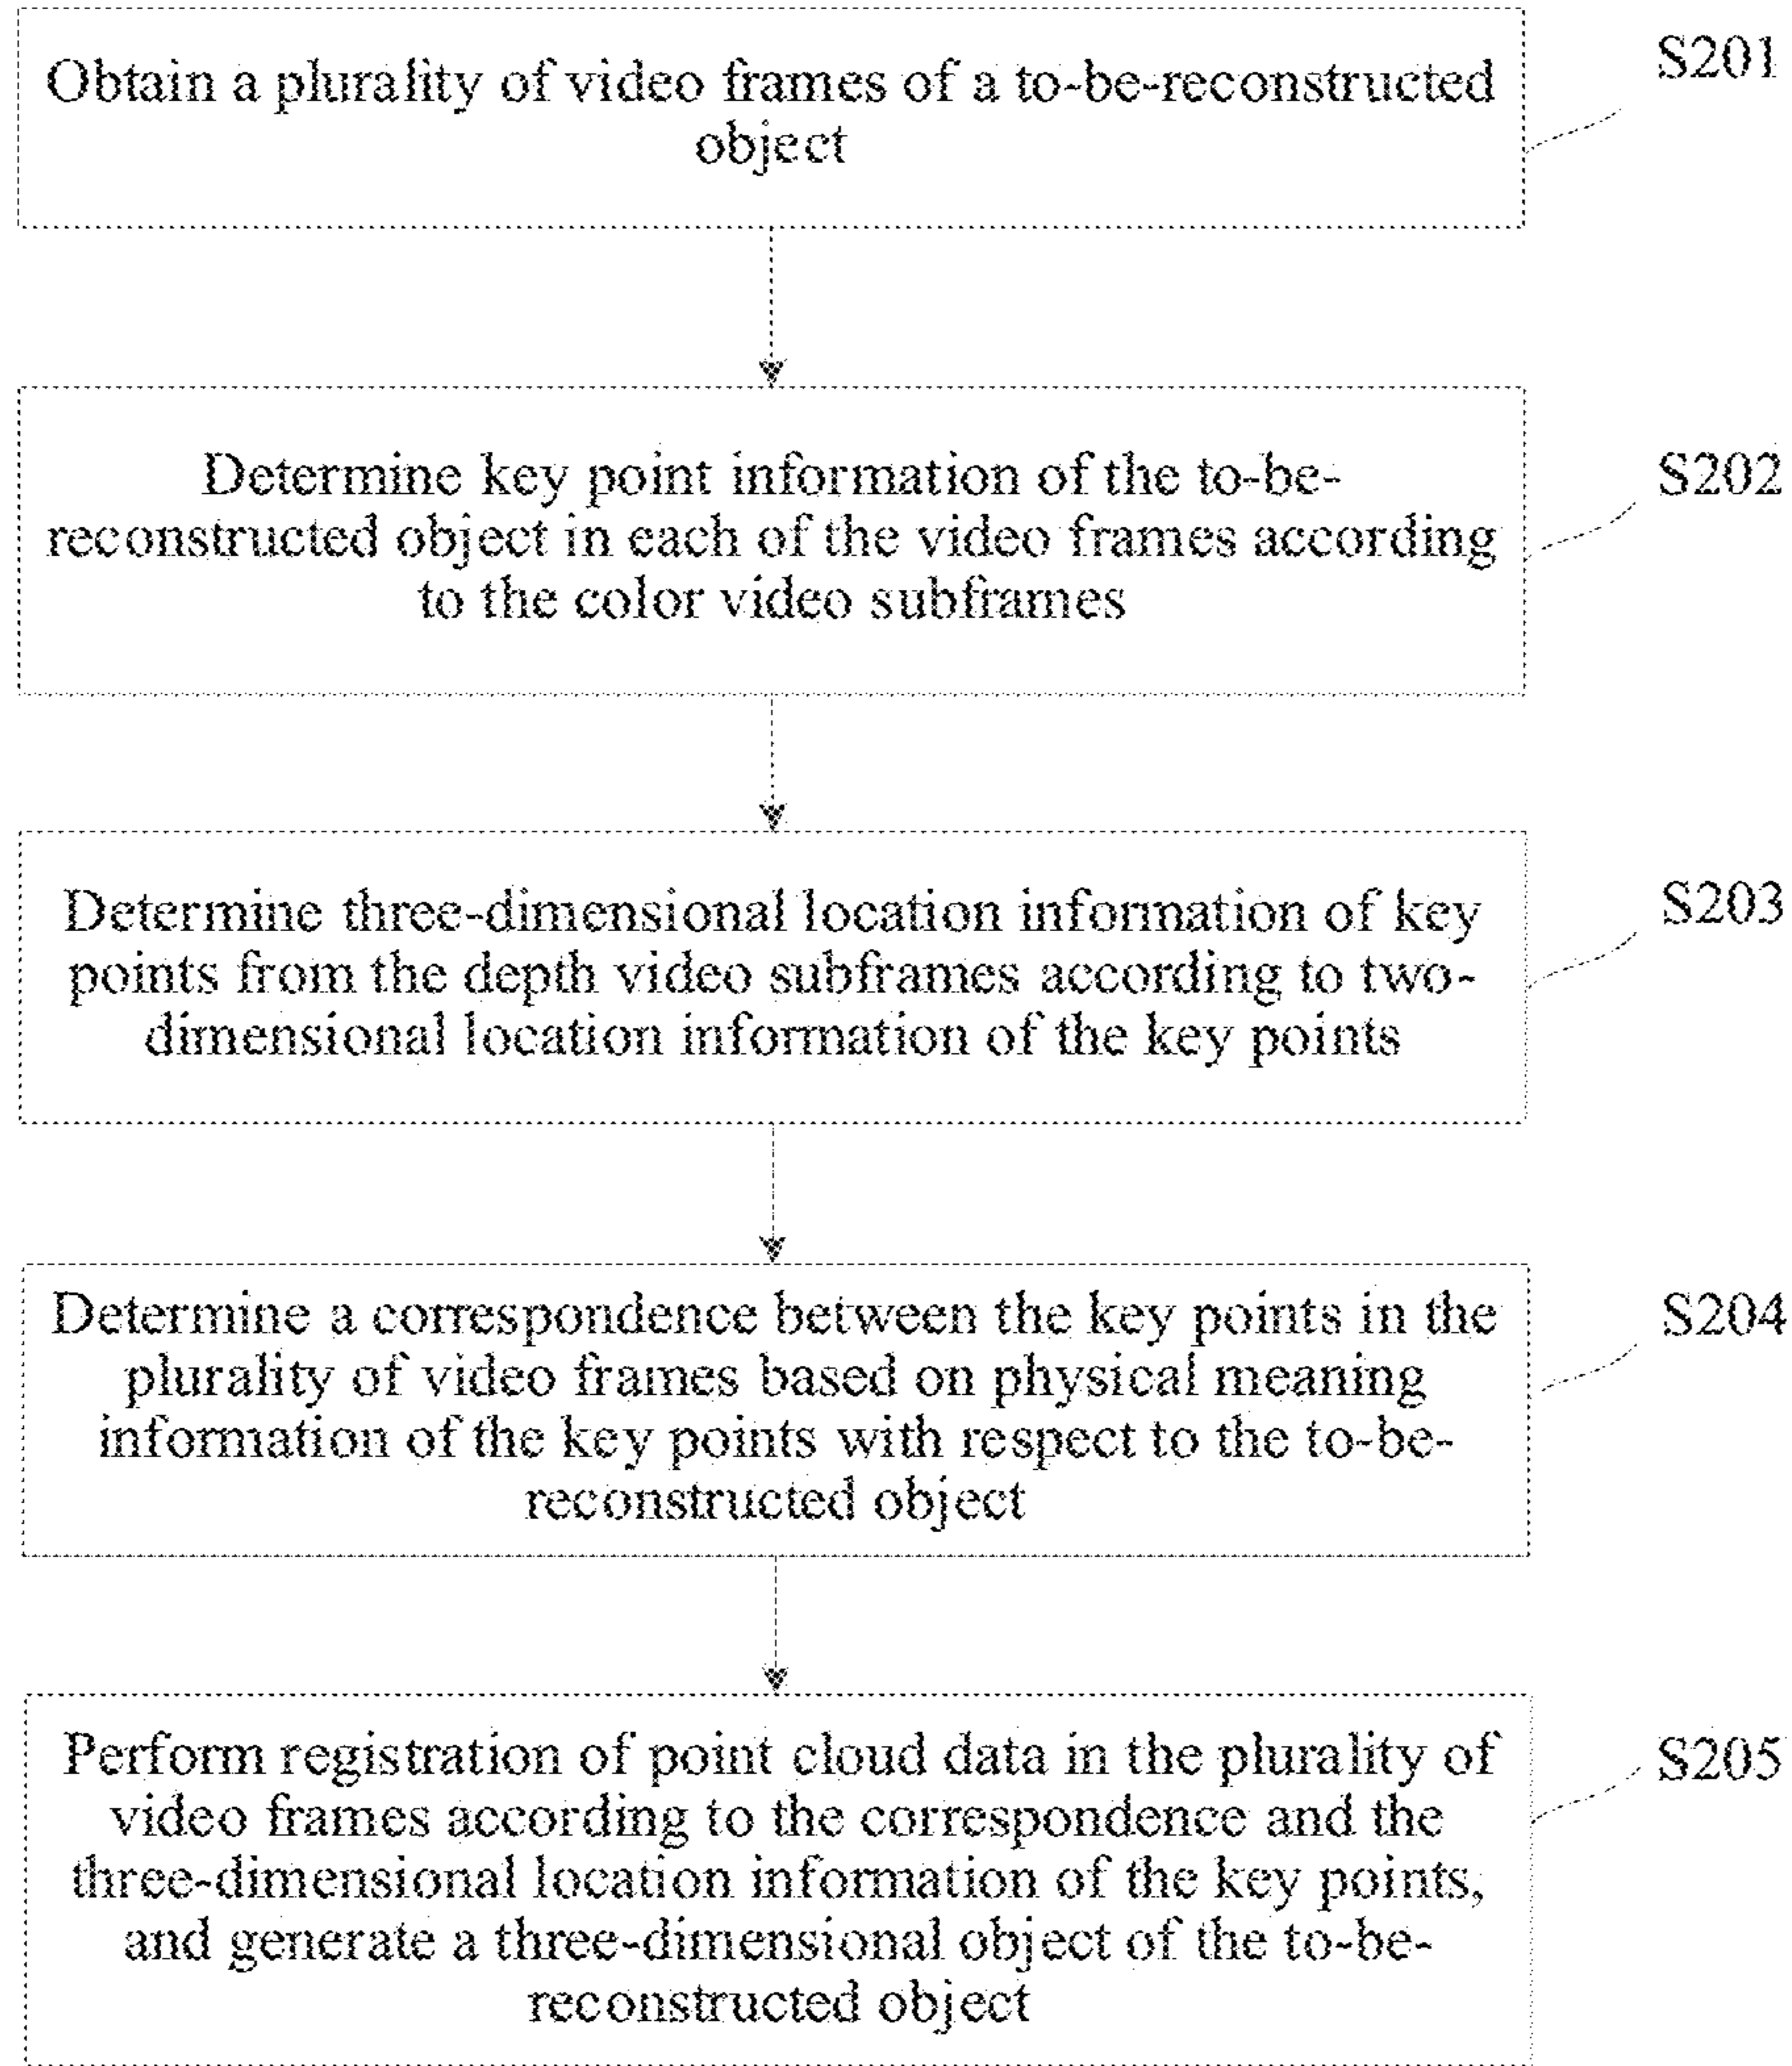 Obtain a plurality of video frames of a to-be-reconstructed
object
S201
Determine key point information of the to-be-
reconstructed object in each of the video frames according
to the color video subframes
S202
Determine three-dimensional location information of key
points from the depth video subframes according to two-
dimensional location information of the key points
S203
Determine a correspondence between the key points in the
plurality of video frames based on physical meaning
information of the key points with respect to the to-be-
reconstructed object
S204
Perform registration of point cloud data in the plurality of
video frames according to the correspondence and the
three-dimensional location information of the key points,
and generate a three-dimensional object of the to-be-
reconstructed object
S205